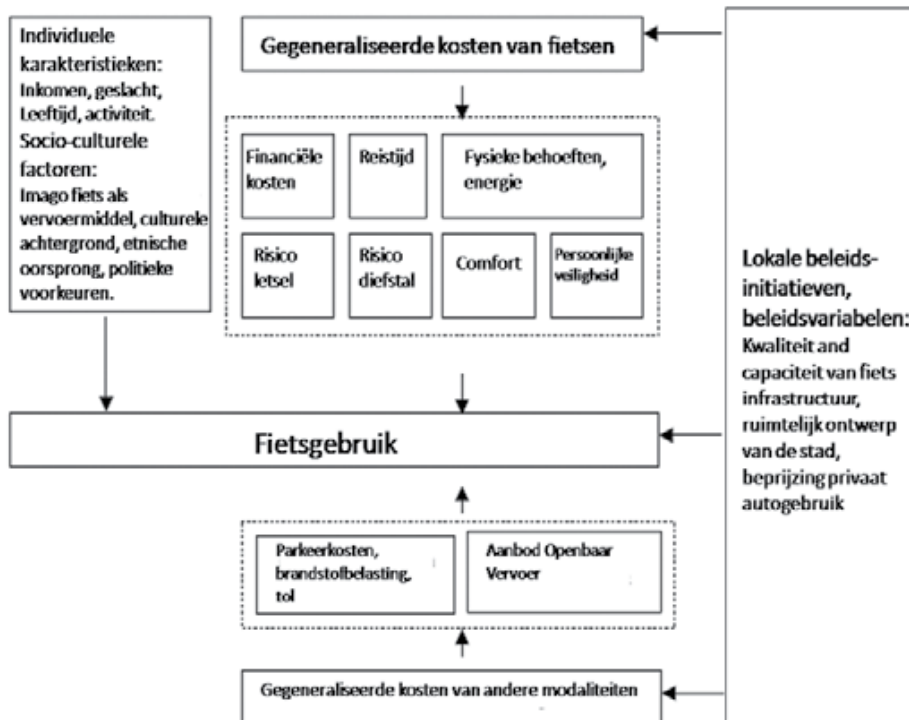 Individuele
karakteristieken:
Inkomen, geslacht,
Leeftijd, activiteit.
Socio-culturele
factoren:
Imago fiets als
vervoermiddel, culturele
achtergrond, etnische
oorsprong, politieke
voorkeuren.
Gegeneraliseerde kosten van fietsen
Financiële
kosten
Reistijd
Fysieke behoeften,
energie
Risico
letsel
Risico
diefstal
Comfort
Persoonlijke
veiligheid
Fietsgebruik
Parkeerkosten,
brandstofbelasting,
tol
Aanbod Openbaar
Vervoer
Gegeneraliseerde kosten van andere modaliteiten
Lokale beleids-
initiatieven,
beleidsvariabelen:
Kwaliteit and
capaciteit van fiets
infrastructuur,
ruimtelijk ontwerp
van de stad,
beprijzing privaat
autogebruik